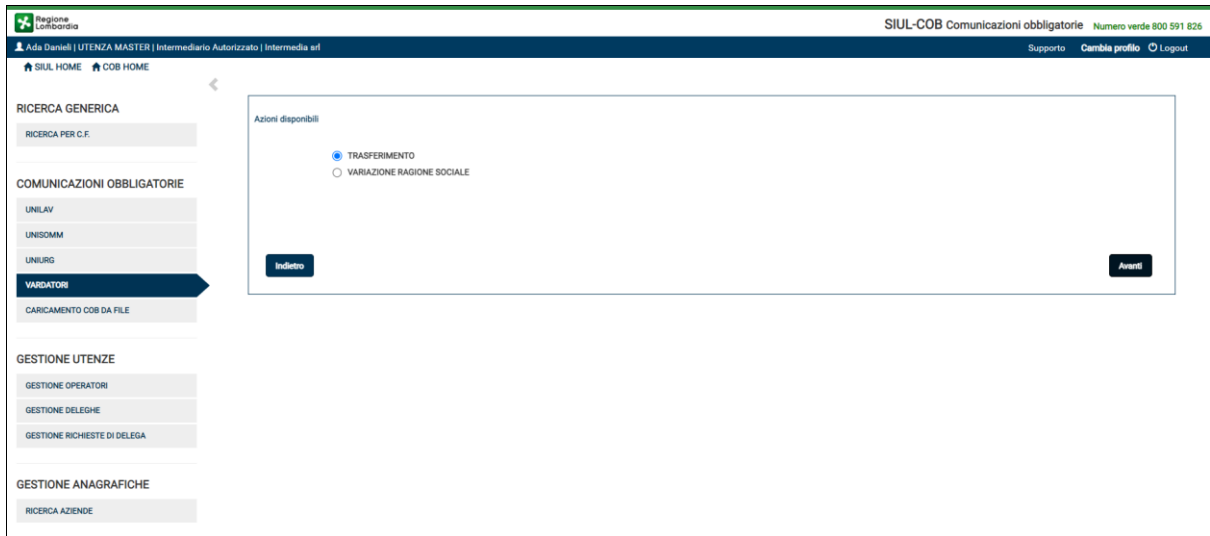 Regione
Lombardia
SIUL-COB Comunicazioni obbligatorie Numero verde 800 591 826
Ada Danieli | UTENZA MASTER | Intermediario Autorizzato | Intermedia srl
Supporto Cambia profilo Logout
SIUL HOME COB HOME
RICERCA GENERICA
RICERCA PER C.F.
COMUNICAZIONI OBBLIGATORIE
UNILAV
UNISOMM
UNIURG
VARDATORI
CARICAMENTO COB DA FILE
GESTIONE UTENZE
GESTIONE OPERATORI
GESTIONE DELEGHE
GESTIONE RICHIESTE DI DELEGA
GESTIONE ANAGRAFICHE
RICERCA AZIENDE
Azioni disponibili
TRASFERIMENTO
VARIAZIONE RAGIONE SOCIALE
Indietro
Avanti